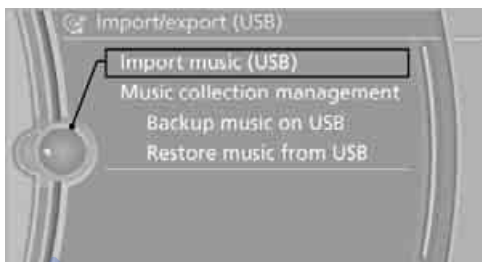 Import/export (USB)
Import music (USB)
Music collection management
Backup music on USB
Restore music from USB